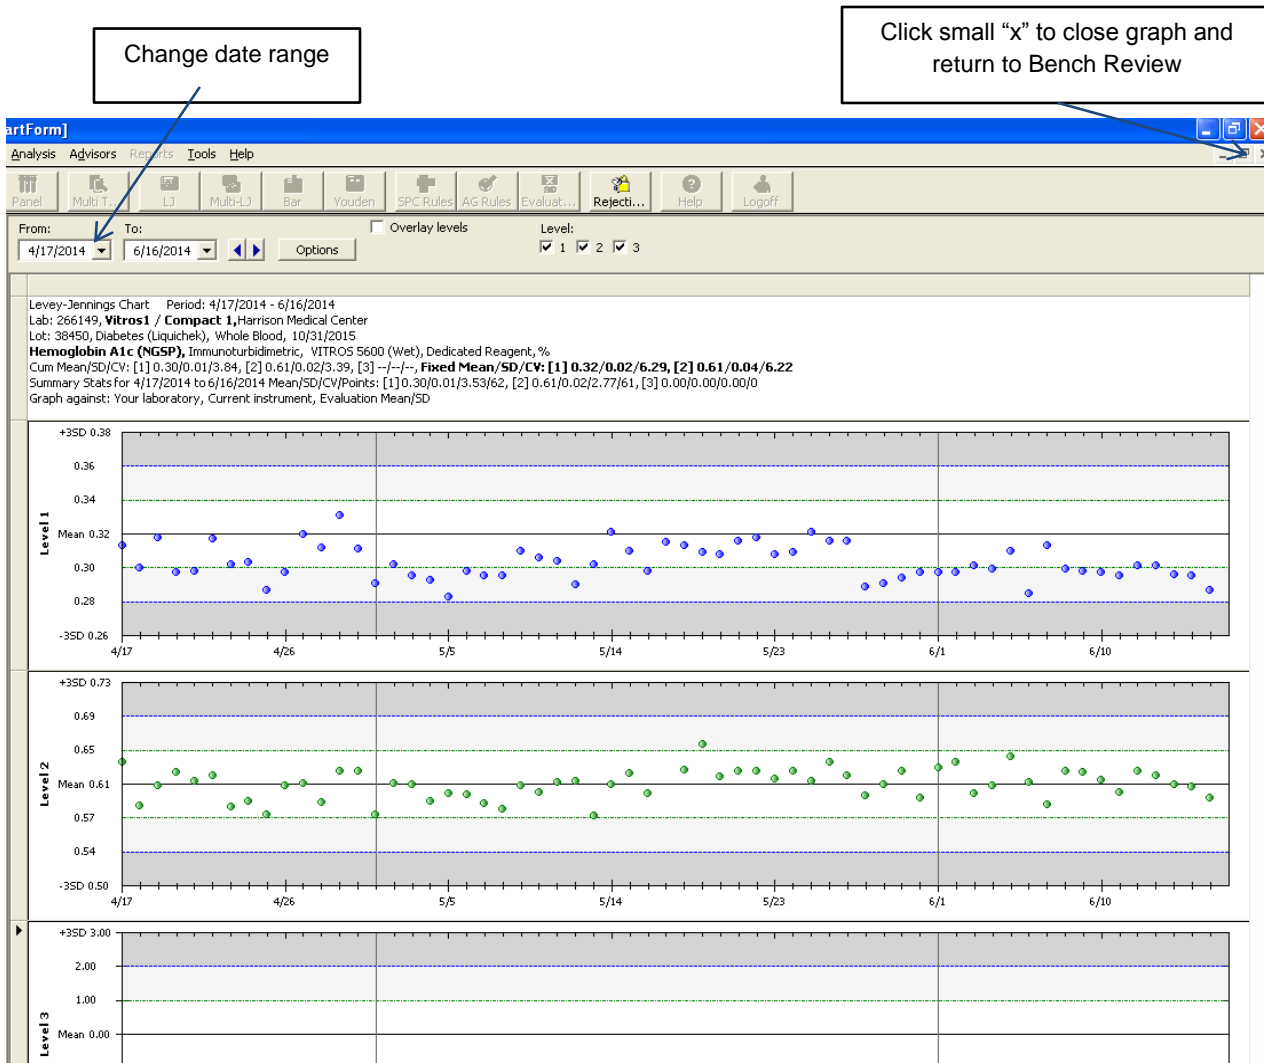 Change date range
Click small “x” to close graph and
return to Bench Review
artForm]
Analysis Advisors Reports Tools Help
Panel Multi T... LJ Multi-LJ Bar Youden SPC Rules AG Rules Evaluat... Rejecti... Help Logoff
From: To: Overlay levels Level:
4/17/2014 6/16/2014 Options 1 2 3
Levey-Jennings Chart Period: 4/17/2014 - 6/16/2014
Lab: 266149, Vitros1 / Compact 1,Harrison Medical Center
Lot: 38450, Diabetes (Liquichek), Whole Blood, 10/31/2015
Hemoglobin A1c (NGSP), Immunoturbidimetric, VITROS 5600 (Wet), Dedicated Reagent, %
Cum Mean/SD/CV: [1] 0.30/0.01/3.84, [2] 0.61/0.02/3.39, [3] --/--/--, Fixed Mean/SD/CV: [1] 0.32/0.02/6.29, [2] 0.61/0.04/6.22
Summary Stats for 4/17/2014 to 6/16/2014 Mean/SD/CV/Points: [1] 0.30/0.01/3.53/62, [2] 0.61/0.02/2.77/61, [3] 0.00/0.00/0.00/0
Graph against: Your laboratory, Current instrument, Evaluation Mean/SD
Level 1
+3SD 0.38
0.36
0.34
Mean 0.32
0.30
0.28
-3SD 0.26
4/17 4/26 5/5 5/14 5/23 6/1 6/10
Level 2
+3SD 0.73
0.69
0.65
Mean 0.61
0.57
0.54
-3SD 0.50
4/17 4/26 5/5 5/14 5/23 6/1 6/10
Level 3
+3SD 3.00
2.00
1.00
Mean 0.00